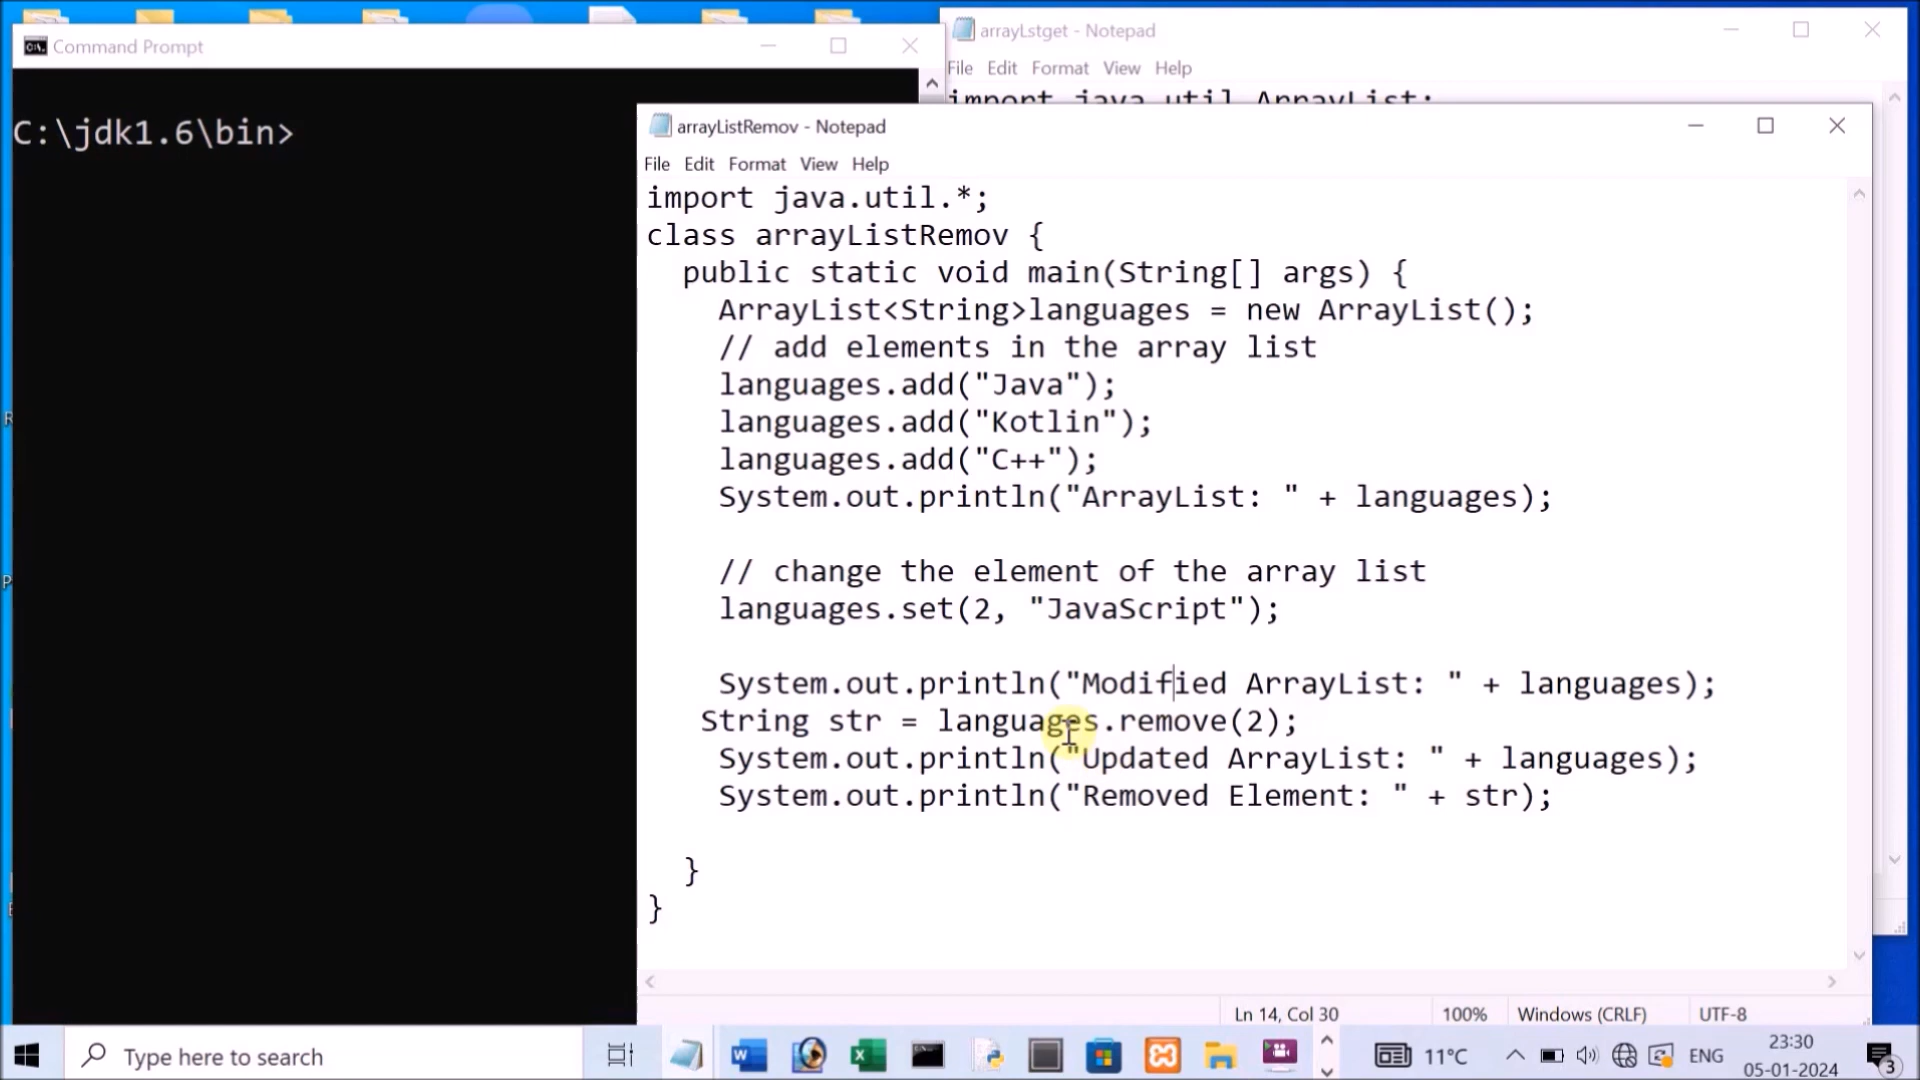 Command Prompt
C:\jdk1.6\bin>
arrayLstget - Notepad
File Edit Format View Help
import java.util.ArrayList;
arrayListRemov - Notepad
File Edit Format View Help
import java.util.*;
class arrayListRemov {
public static void main(String[] args) {
ArrayList<String>languages = new ArrayList();
// add elements in the array list
languages.add("Java");
languages.add("Kotlin");
languages.add("C++");
System.out.println("ArrayList: " + languages);
// change the element of the array list
languages.set(2, "JavaScript");
System.out.println("Modified ArrayList: " + languages);
String str = languages.remove(2);
System.out.println("Updated ArrayList: " + languages);
System.out.println("Removed Element: " + str);
}
}
Ln 14, Col 30 100% Windows (CRLF) UTF-8
Type here to search
11°C ENG
23:30
05-01-2024
3